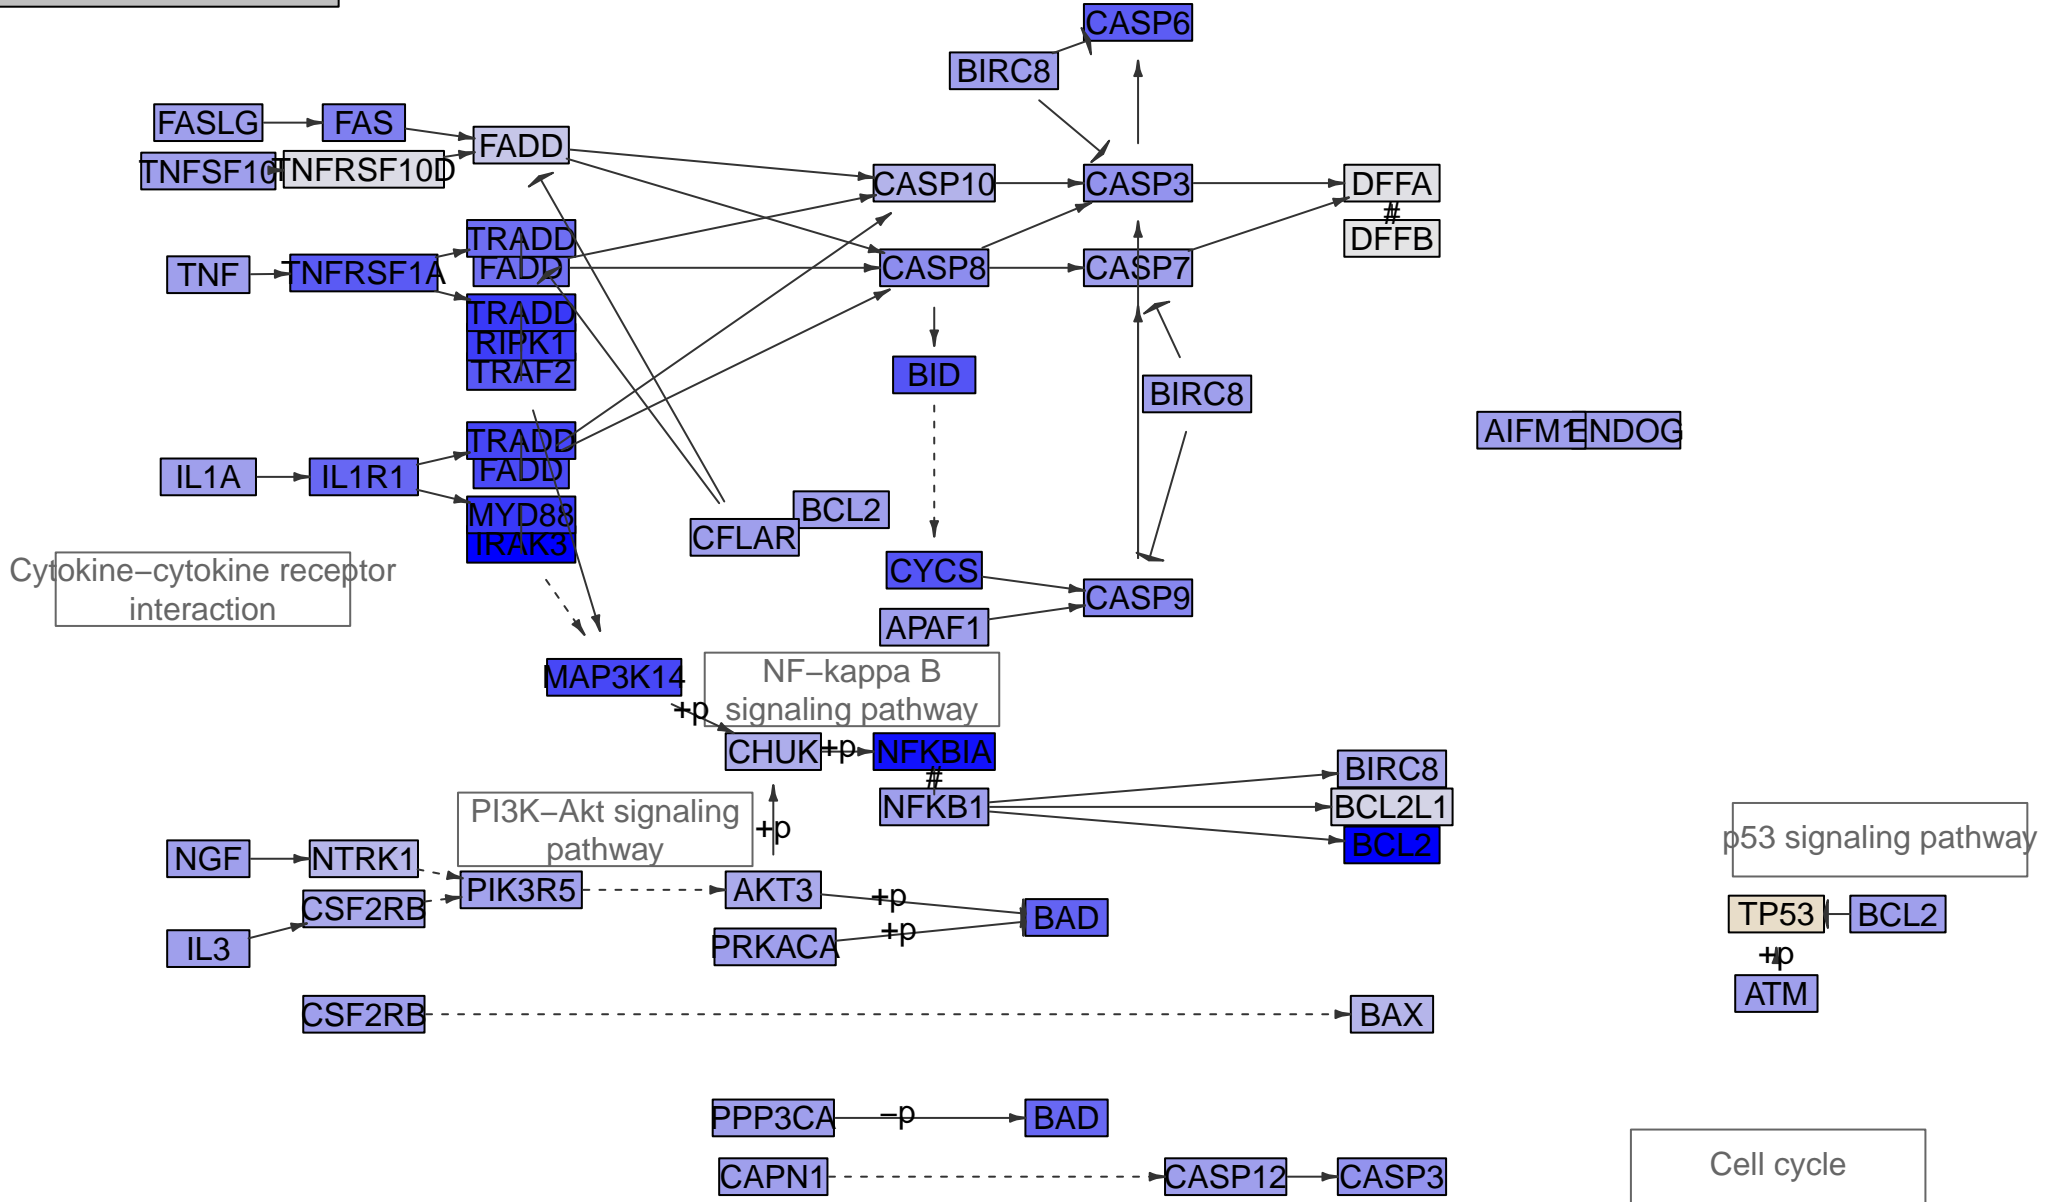 CASP6
BIRC8
FASLG
FAS
FADD
TNFSF10
TNFRSF10D
CASP10
CASP3
DFFA
#
DFFB
TRADD
FADD
TNF
TNFRSF1A
CASP8
CASP7
TRADD
RIPK1
TRAF2
BID
BIRC8
AIFM1
ENDOG
TRADD
FADD
IL1A
IL1R1
MYD88
IRAK3
BCL2
CFLAR
Cytokine–cytokine receptor
interaction
CYCS
CASP9
APAF1
MAP3K14
NF–kappa B
signaling pathway
+p
CHUK
+p
NFKBIA
#
NFKB1
BIRC8
BCL2L1
BCL2
PI3K–Akt signaling
pathway
+p
p53 signaling pathway
NGF
NTRK1
PIK3R5
AKT3
+p
CSF2RB
BAD
TP53
BCL2
IL3
PRKACA
+p
+p
ATM
CSF2RB
BAX
PPP3CA
–p
BAD
CAPN1
CASP12
CASP3
Cell cycle